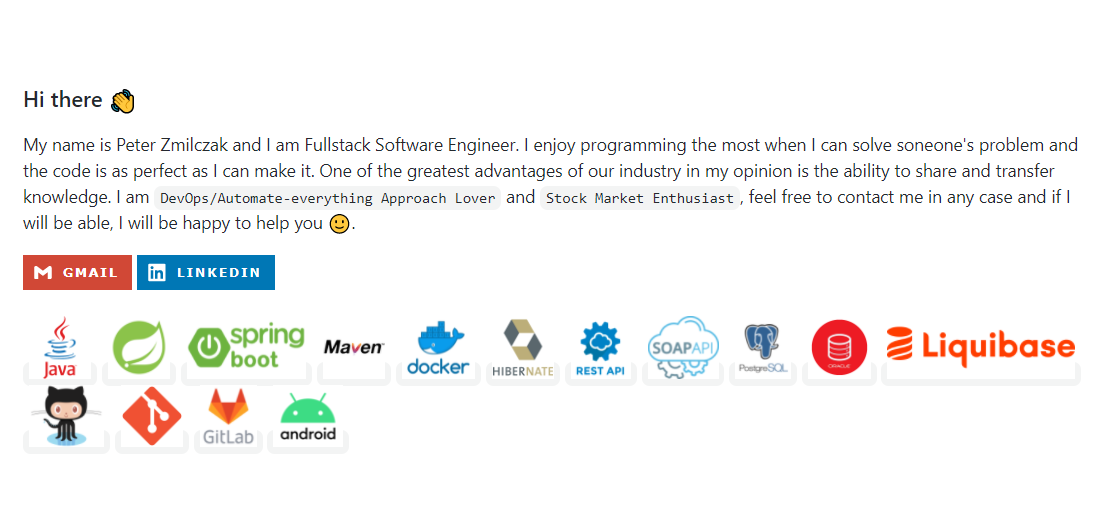 Hi there 👋
My name is Peter Zmilczak and I am Fullstack Software Engineer. I enjoy programming the most when I can solve soneone's problem and
the code is as perfect as I can make it. One of the greatest advantages of our industry in my opinion is the ability to share and transfer
knowledge. I am DevOps/Automate-everything Approach Lover and Stock Market Enthusiast, feel free to contact me in any case and if I
will be able, I will be happy to help you 🙂.
GMAIL LINKEDIN
Java spring boot Maven docker HIBERNATE REST API SOAPAPI PostgreSQL ORACLE Liquibase
GitLab android